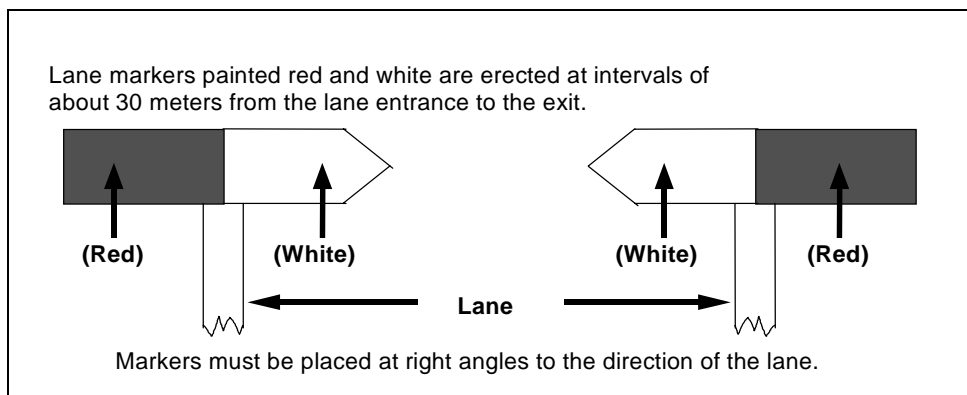 Lane markers painted red and white are erected at intervals of
about 30 meters from the lane entrance to the exit.
(Red) (White) (White) (Red)
Lane
Markers must be placed at right angles to the direction of the lane.